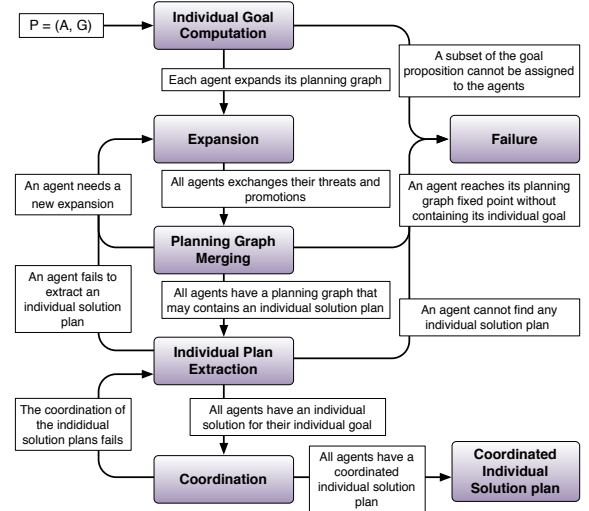 P = (A, G)
Individual Goal
Computation
A subset of the goal
proposition cannot be assigned
to the agents
Each agent expands its planning graph
Expansion
Failure
An agent needs a
new expansion
All agents exchanges their threats and
promotions
An agent reaches its planning
graph fixed point without
containing its individual goal
Planning Graph
Merging
An agent fails to
extract an
individual solution
plan
All agents have a planning graph that
may contains an individual solution plan
An agent cannot find any
individual solution plan
Individual Plan
Extraction
The coordination of
the indididual
solution plans fails
All agents have an individual
solution for their individual goal
Coordination
All agents have a
coordinated
individual solution
plan
Coordinated
Individual
Solution plan